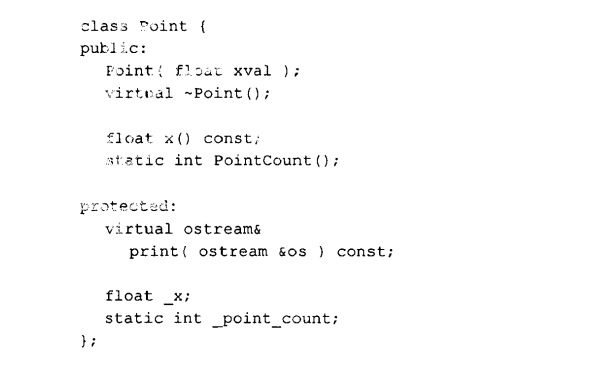 class Point {
public:
Point( float xval );
virtual ~Point();
float x() const;
static int PointCount();
protected:
virtual ostream&
print( ostream &os ) const;
float _x;
static int _point_count;
};